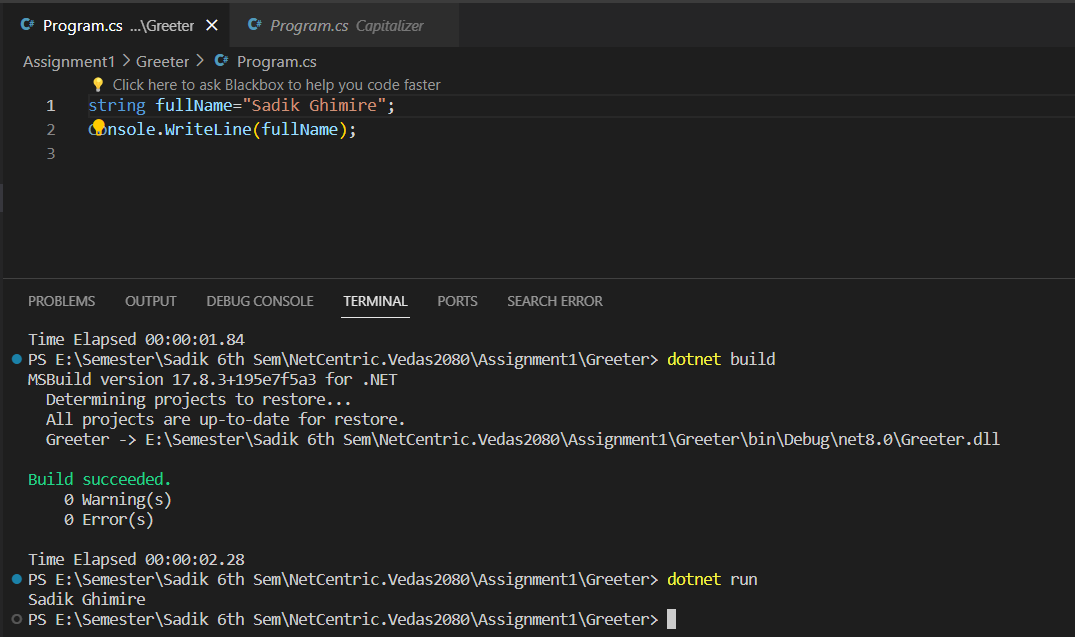 C# Program.cs ...\Greeter × C# Program.cs Capitalizer
Assignment1 > Greeter > C# Program.cs
Click here to ask Blackbox to help you code faster
1 string fullName="Sadik Ghimire";
2 Console.WriteLine(fullName);
3
PROBLEMS OUTPUT DEBUG CONSOLE TERMINAL PORTS SEARCH ERROR
Time Elapsed 00:00:01.84
PS E:\Semester\Sadik 6th Sem\NetCentric.Vedas2080\Assignment1\Greeter> dotnet build
MSBuild version 17.8.3+195e7f5a3 for .NET
Determining projects to restore...
All projects are up-to-date for restore.
Greeter -> E:\Semester\Sadik 6th Sem\NetCentric.Vedas2080\Assignment1\Greeter\bin\Debug\net8.0\Greeter.dll
Build succeeded.
0 Warning(s)
0 Error(s)
Time Elapsed 00:00:02.28
PS E:\Semester\Sadik 6th Sem\NetCentric.Vedas2080\Assignment1\Greeter> dotnet run
Sadik Ghimire
PS E:\Semester\Sadik 6th Sem\NetCentric.Vedas2080\Assignment1\Greeter>